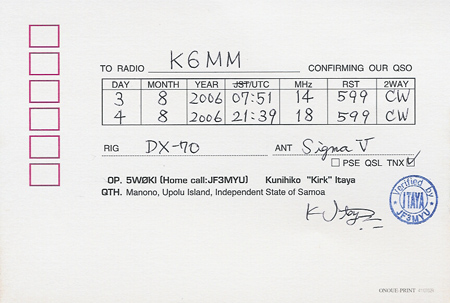 TO RADIO K6MM CONFIRMING OUR QSO
DAY MONTH YEAR JST/UTC MHz RST 2WAY
3 8 2006 07:51 14 599 CW
4 8 2006 21:39 18 599 CW
RIG DX-70 ANT Signa V
PSE QSL TNX
OP. 5WØKI (Home call:JF3MYU) Kunihiko "Kirk" Itaya
QTH. Manono, Upolu Island, Independent State of Samoa
Verified by
ITAYA
JF3MYU
K Itaya
ONOUE-PRINT